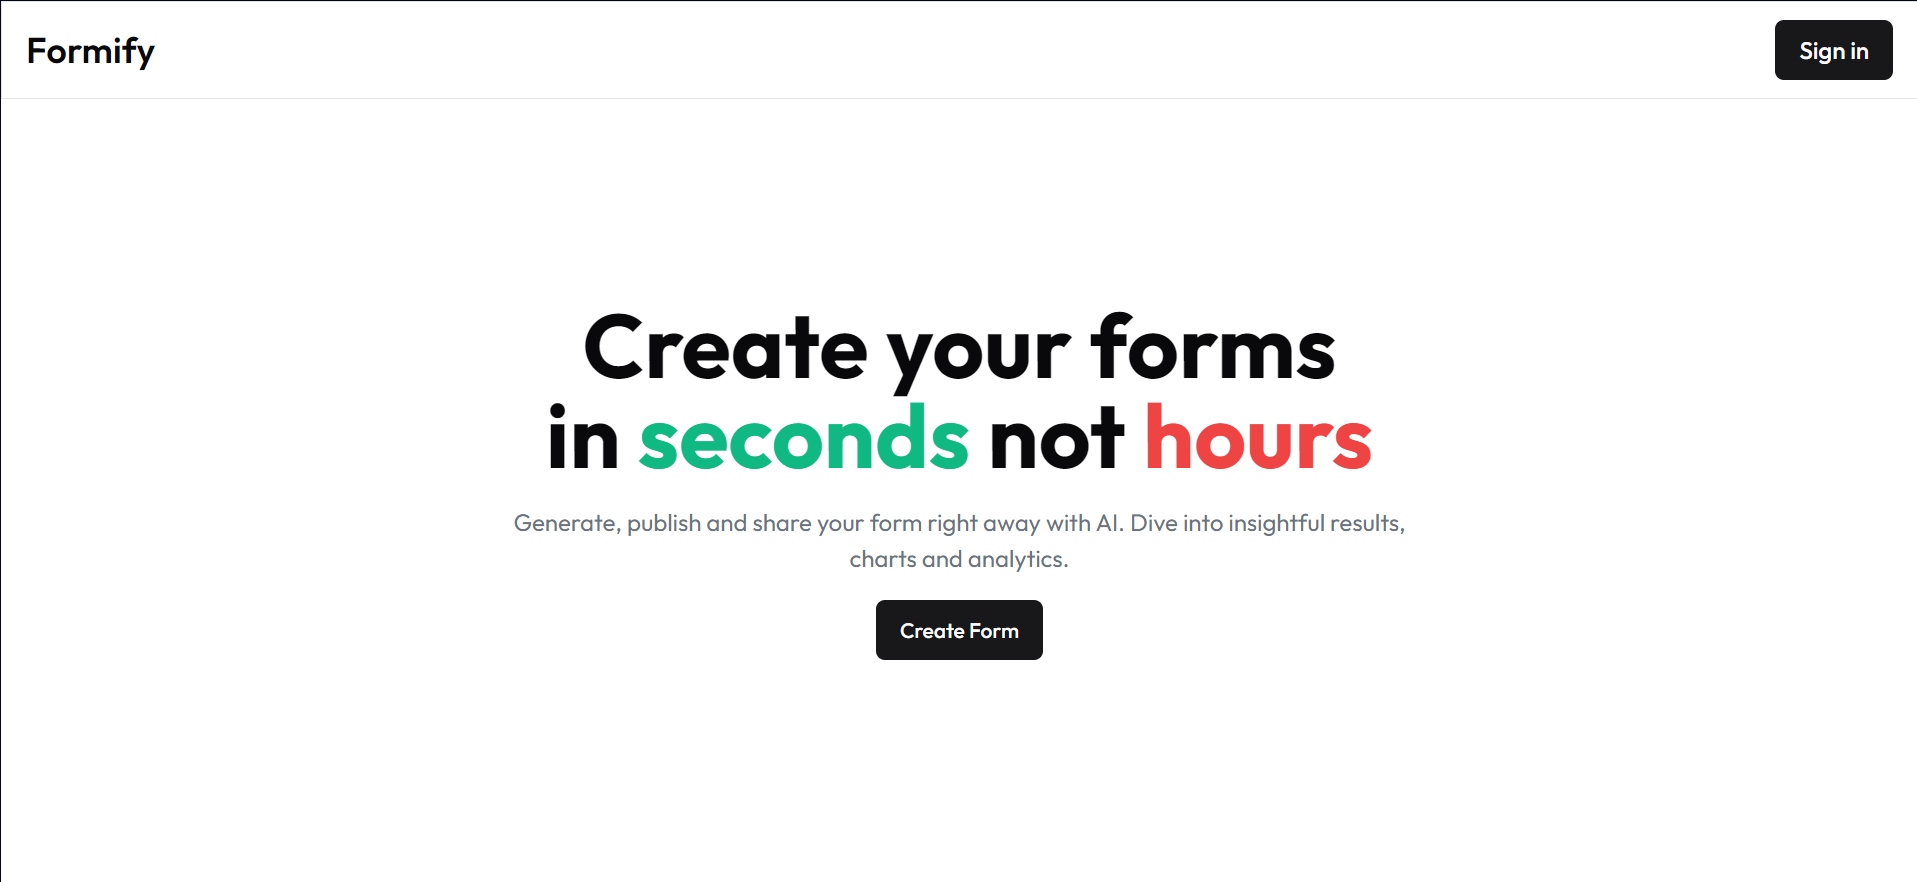 Formify
Sign in
Create your forms
in seconds not hours
Generate, publish and share your form right away with AI. Dive into insightful results,
charts and analytics.
Create Form